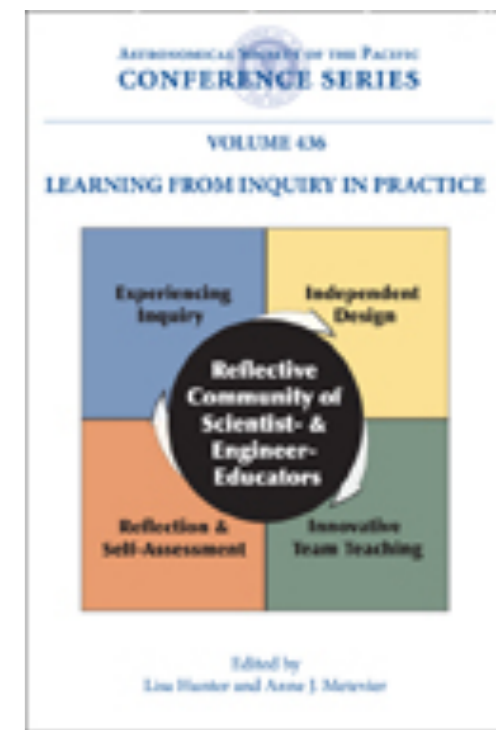 ASTRONOMICAL SOCIETY OF THE PACIFIC
CONFERENCE SERIES
VOLUME 436
LEARNING FROM INQUIRY IN PRACTICE
Experiencing
Inquiry
Independent
Design
Reflective
Community of
Scientist- &
Engineer-
Educators
Reflection &
Self-Assessment
Innovative
Team Teaching
Edited by
Lisa Hunter and Anne J. Metevier